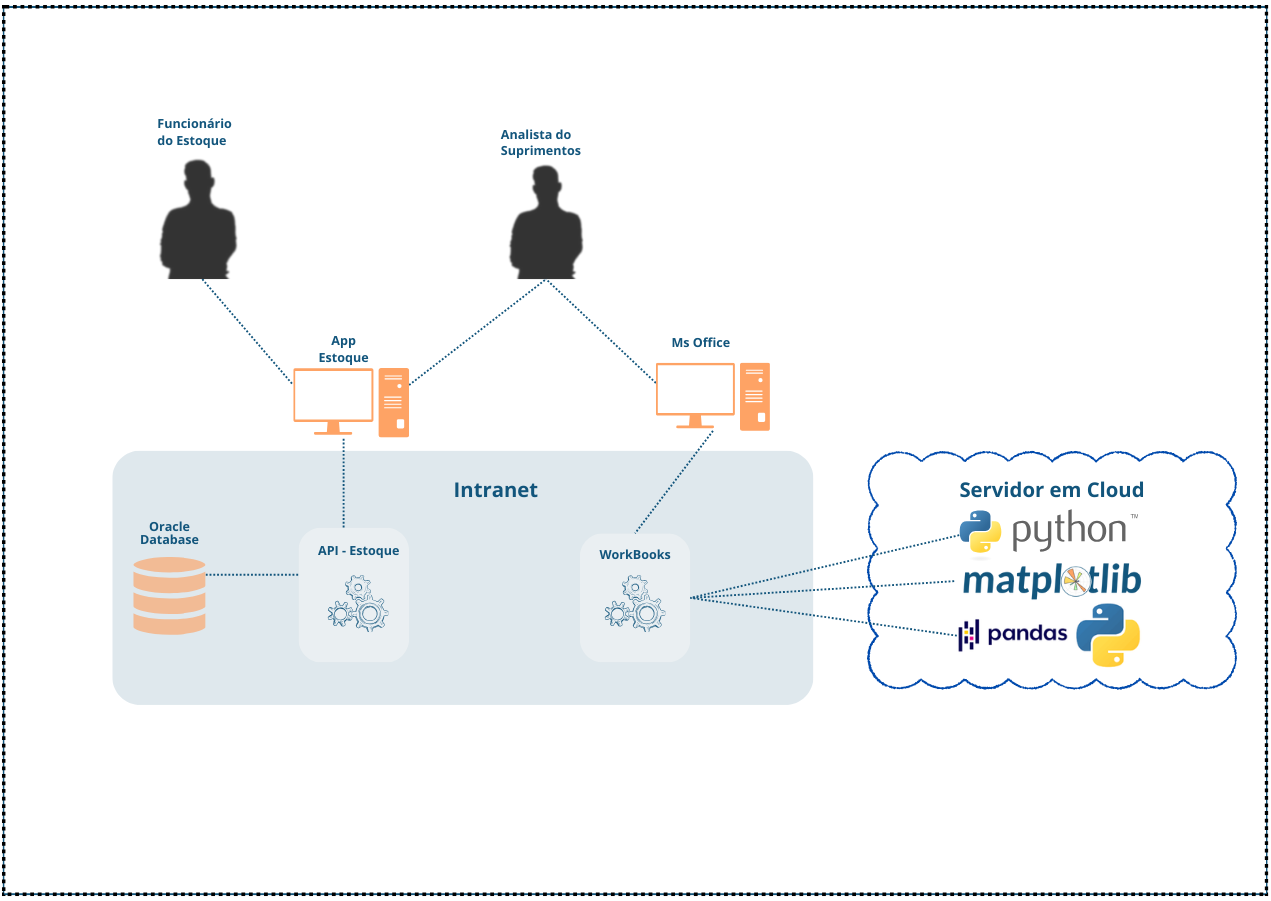 Funcionário
do Estoque
Analista do
Suprimentos
App
Estoque
Ms Office
Intranet
Servidor em Cloud
Oracle
Database
API - Estoque
WorkBooks
python™
matplotlib
pandas